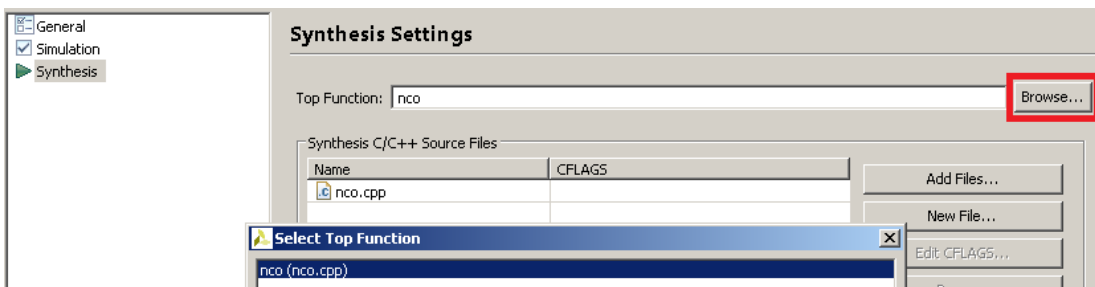 General
Simulation
Synthesis
Synthesis Settings
Top Function: nco Browse...
Synthesis C/C++ Source Files
Name CFLAGS
nco.cpp
Add Files...
New File...
Edit CFLAGS...
Select Top Function
nco (nco.cpp)